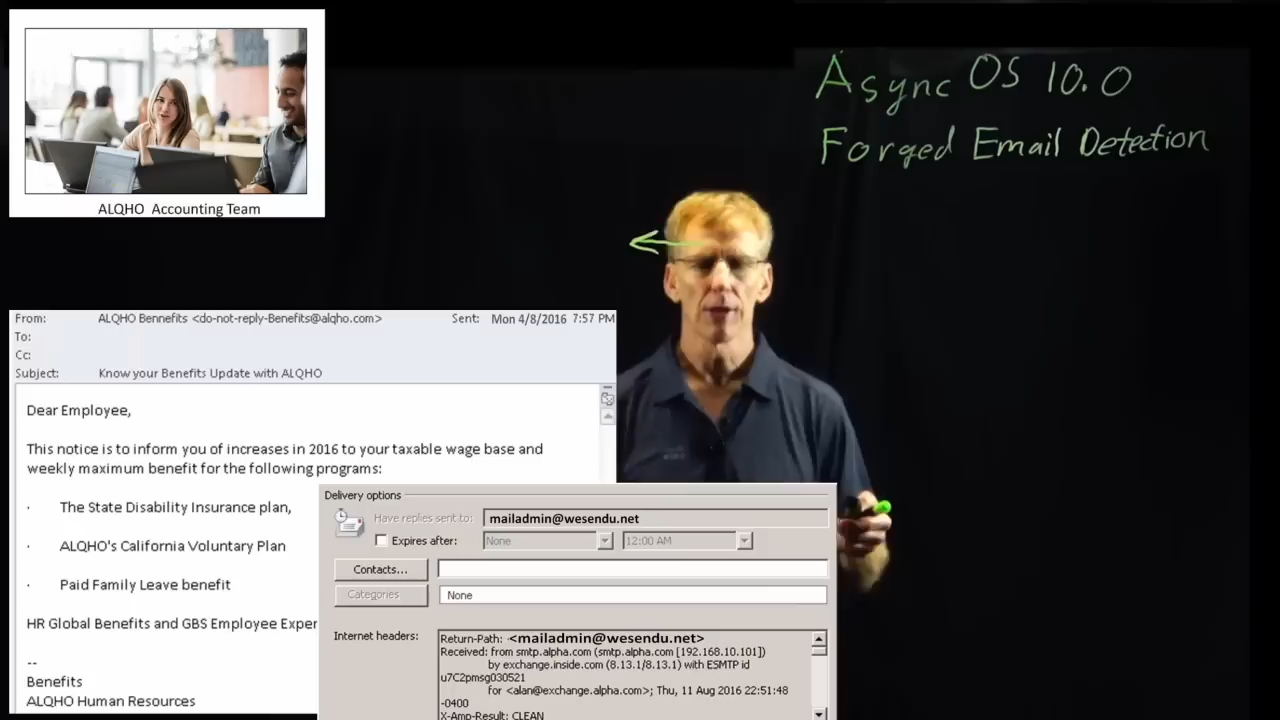 Async OS 10.0
Forged Email Detection
ALQHO Accounting Team
From: ALQHO Bennefits <do-not-reply-Benefits@alqho.com> Sent: Mon 4/8/2016 7:57 PM
To:
Cc:
Subject: Know your Benefits Update with ALQHO
Dear Employee,
This notice is to inform you of increases in 2016 to your taxable wage base and
weekly maximum benefit for the following programs:
· The State Disability Insurance plan,
· ALQHO's California Voluntary Plan
· Paid Family Leave benefit
HR Global Benefits and GBS Employee Exper
--
Benefits
ALQHO Human Resources
Delivery options
Have replies sent to: mailadmin@wesendu.net
Expires after: None 12:00 AM
Contacts...
Categories None
Internet headers: Return-Path: <mailadmin@wesendu.net>
Received: from smtp.alpha.com (smtp.alpha.com [192.168.10.101])
by exchange.inside.com (8.13.1/8.13.1) with ESMTP id
u7C2pmsg030521
for <alan@exchange.alpha.com>; Thu, 11 Aug 2016 22:51:48
-0400
X-Amp-Result: CLEAN